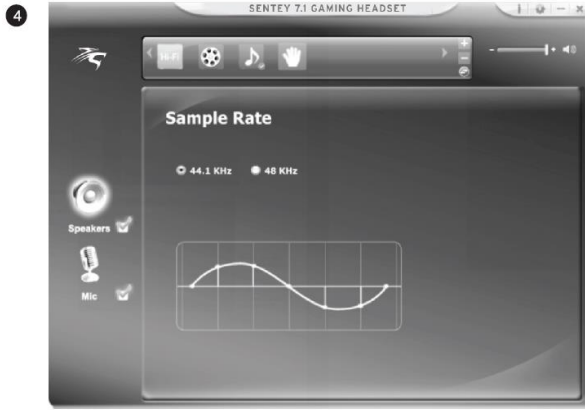 4
SENTEY 7.1 GAMING HEADSET
Hi-Fi
Sample Rate
44.1 KHz 48 KHz
Speakers
Mic